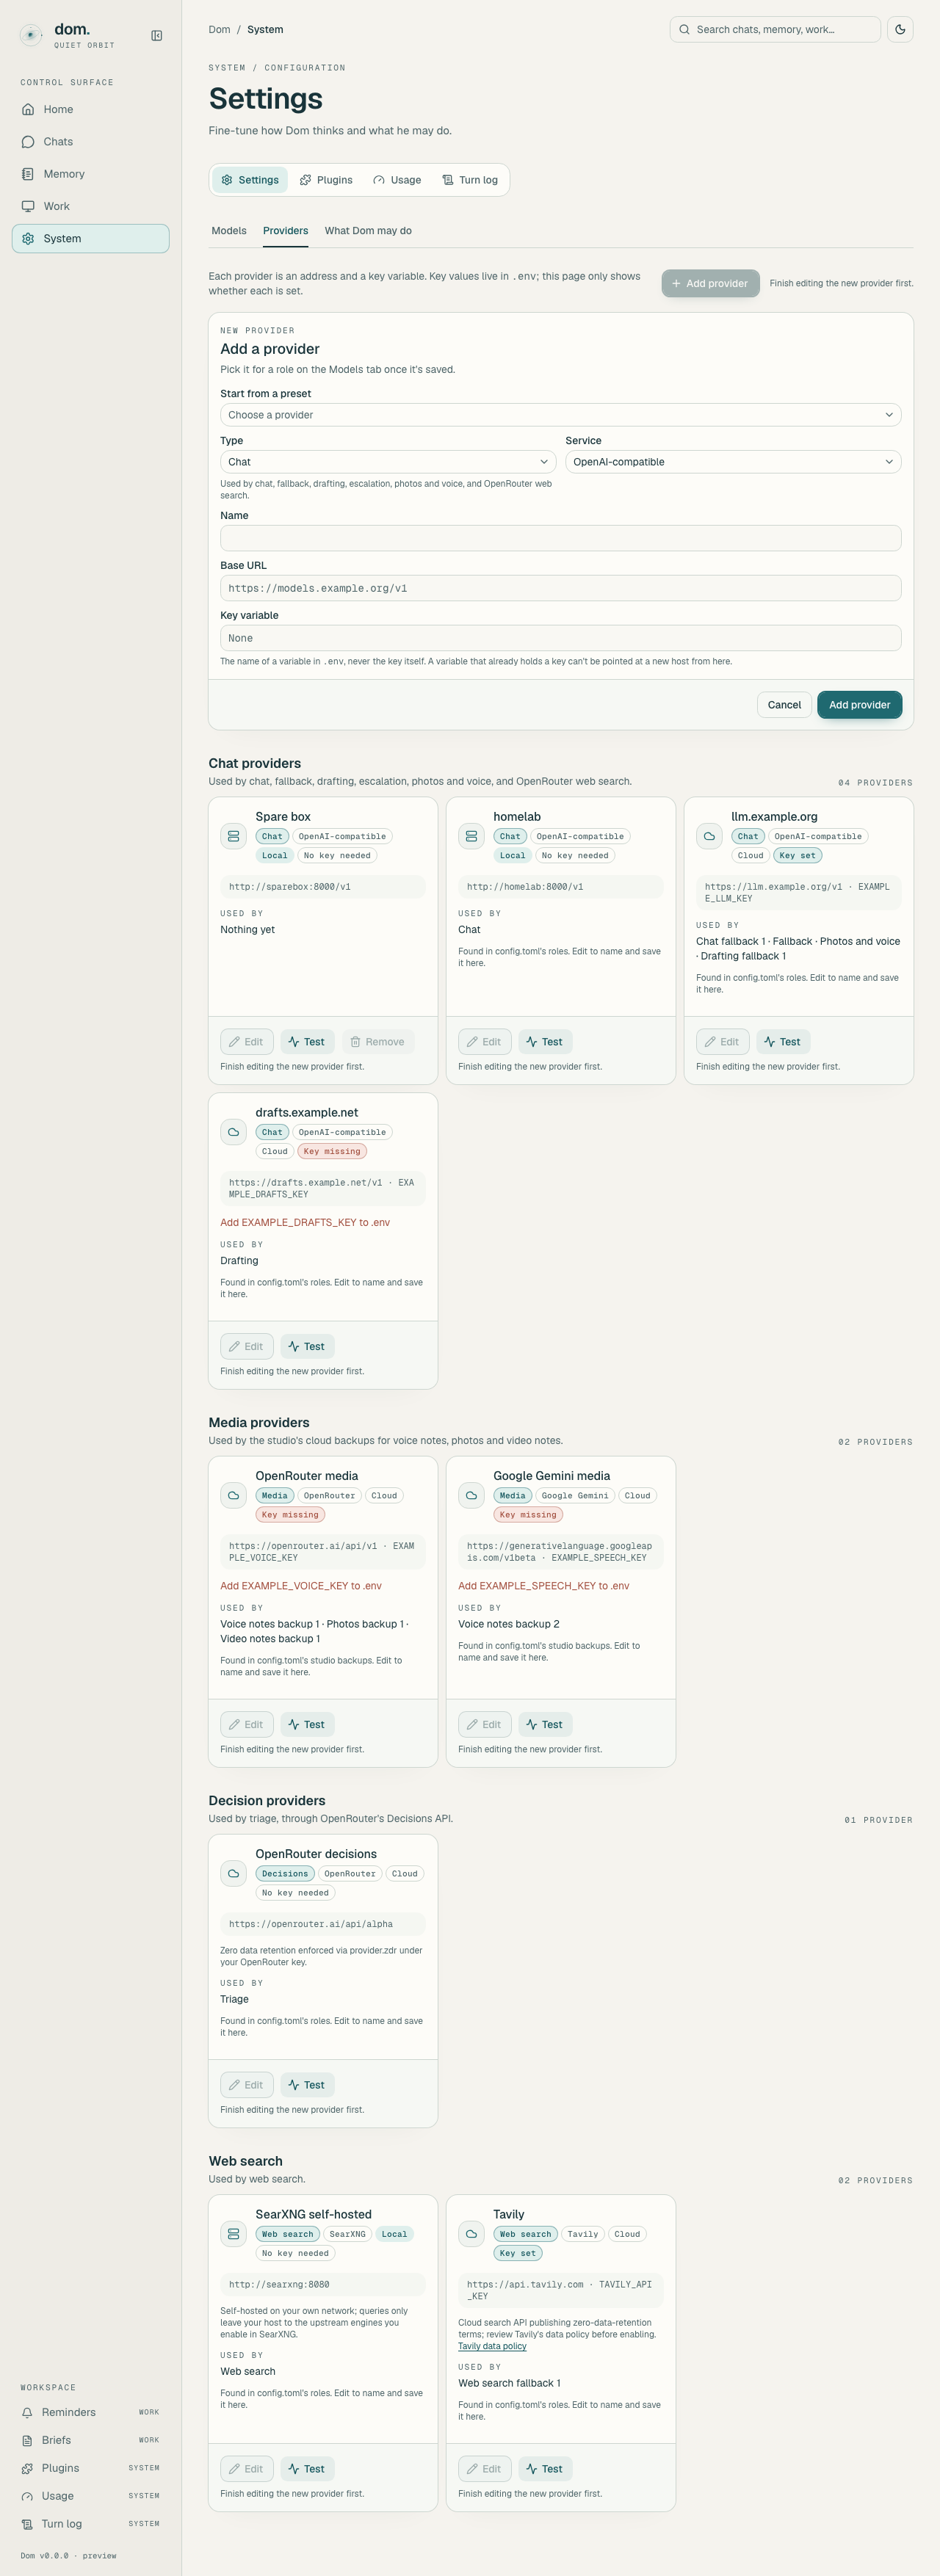 dom.
QUIET ORBIT
CONTROL SURFACE
Home
Chats
Memory
Work
System
Dom / System
Search chats, memory, work...
SYSTEM / CONFIGURATION
Settings
Fine-tune how Dom thinks and what he may do.
Settings
Plugins
Usage
Turn log
Models
Providers
What Dom may do
Each provider is an address and a key variable. Key values live in .env; this page only shows
whether each is set.
Add provider
Finish editing the new provider first.
NEW PROVIDER
Add a provider
Pick it for a role on the Models tab once it's saved.
Start from a preset
Choose a provider
Type
Service
Chat
OpenAI-compatible
Used by chat, fallback, drafting, escalation, photos and voice, and OpenRouter web
search.
Name
Base URL
https://models.example.org/v1
Key variable
None
The name of a variable in .env, never the key itself. A variable that already holds a key can't be pointed at a new host from here.
Cancel
Add provider
Chat providers
Used by chat, fallback, drafting, escalation, photos and voice, and OpenRouter web search.
04 PROVIDERS
Spare box
Chat
OpenAI-compatible
Local
No key needed
http://sparebox:8000/v1
USED BY
Nothing yet
Edit
Test
Remove
Finish editing the new provider first.
homelab
Chat
OpenAI-compatible
Local
No key needed
http://homelab:8000/v1
USED BY
Chat
Found in config.toml's roles. Edit to name and save
it here.
Edit
Test
Finish editing the new provider first.
llm.example.org
Chat
OpenAI-compatible
Cloud
Key set
https://llm.example.org/v1 · EXAMPL
E_LLM_KEY
USED BY
Chat fallback 1 · Fallback · Photos and voice
· Drafting fallback 1
Found in config.toml's roles. Edit to name and save
it here.
Edit
Test
Finish editing the new provider first.
drafts.example.net
Chat
OpenAI-compatible
Cloud
Key missing
https://drafts.example.net/v1 · EXA
MPLE_DRAFTS_KEY
Add EXAMPLE_DRAFTS_KEY to .env
USED BY
Drafting
Found in config.toml's roles. Edit to name and save
it here.
Edit
Test
Finish editing the new provider first.
Media providers
Used by the studio's cloud backups for voice notes, photos and video notes.
02 PROVIDERS
OpenRouter media
Media
OpenRouter
Cloud
Key missing
https://openrouter.ai/api/v1 · EXAM
PLE_VOICE_KEY
Add EXAMPLE_VOICE_KEY to .env
USED BY
Voice notes backup 1 · Photos backup 1 ·
Video notes backup 1
Found in config.toml's studio backups. Edit to
name and save it here.
Edit
Test
Finish editing the new provider first.
Google Gemini media
Media
Google Gemini
Cloud
Key missing
https://generativelanguage.googleap
is.com/v1beta · EXAMPLE_SPEECH_KEY
Add EXAMPLE_SPEECH_KEY to .env
USED BY
Voice notes backup 2
Found in config.toml's studio backups. Edit to
name and save it here.
Edit
Test
Finish editing the new provider first.
Decision providers
Used by triage, through OpenRouter's Decisions API.
01 PROVIDER
OpenRouter decisions
Decisions
OpenRouter
Cloud
No key needed
https://openrouter.ai/api/alpha
Zero data retention enforced via provider.zdr under
your OpenRouter key.
USED BY
Triage
Found in config.toml's roles. Edit to name and save
it here.
Edit
Test
Finish editing the new provider first.
Web search
Used by web search.
02 PROVIDERS
SearXNG self-hosted
Web search
SearXNG
Local
No key needed
http://searxng:8080
Self-hosted on your own network; queries only
leave your host to the upstream engines you
enable in SearXNG.
USED BY
Web search
Found in config.toml's roles. Edit to name and save
it here.
Edit
Test
Finish editing the new provider first.
Tavily
Web search
Tavily
Cloud
Key set
https://api.tavily.com · TAVILY_API
_KEY
Cloud search API publishing zero-data-retention
terms; review Tavily's data policy before enabling.
Tavily data policy
USED BY
Web search fallback 1
Found in config.toml's roles. Edit to name and save
it here.
Edit
Test
Finish editing the new provider first.
WORKSPACE
Reminders WORK
Briefs WORK
Plugins SYSTEM
Usage SYSTEM
Turn log SYSTEM
Dom v0.0.0 · preview